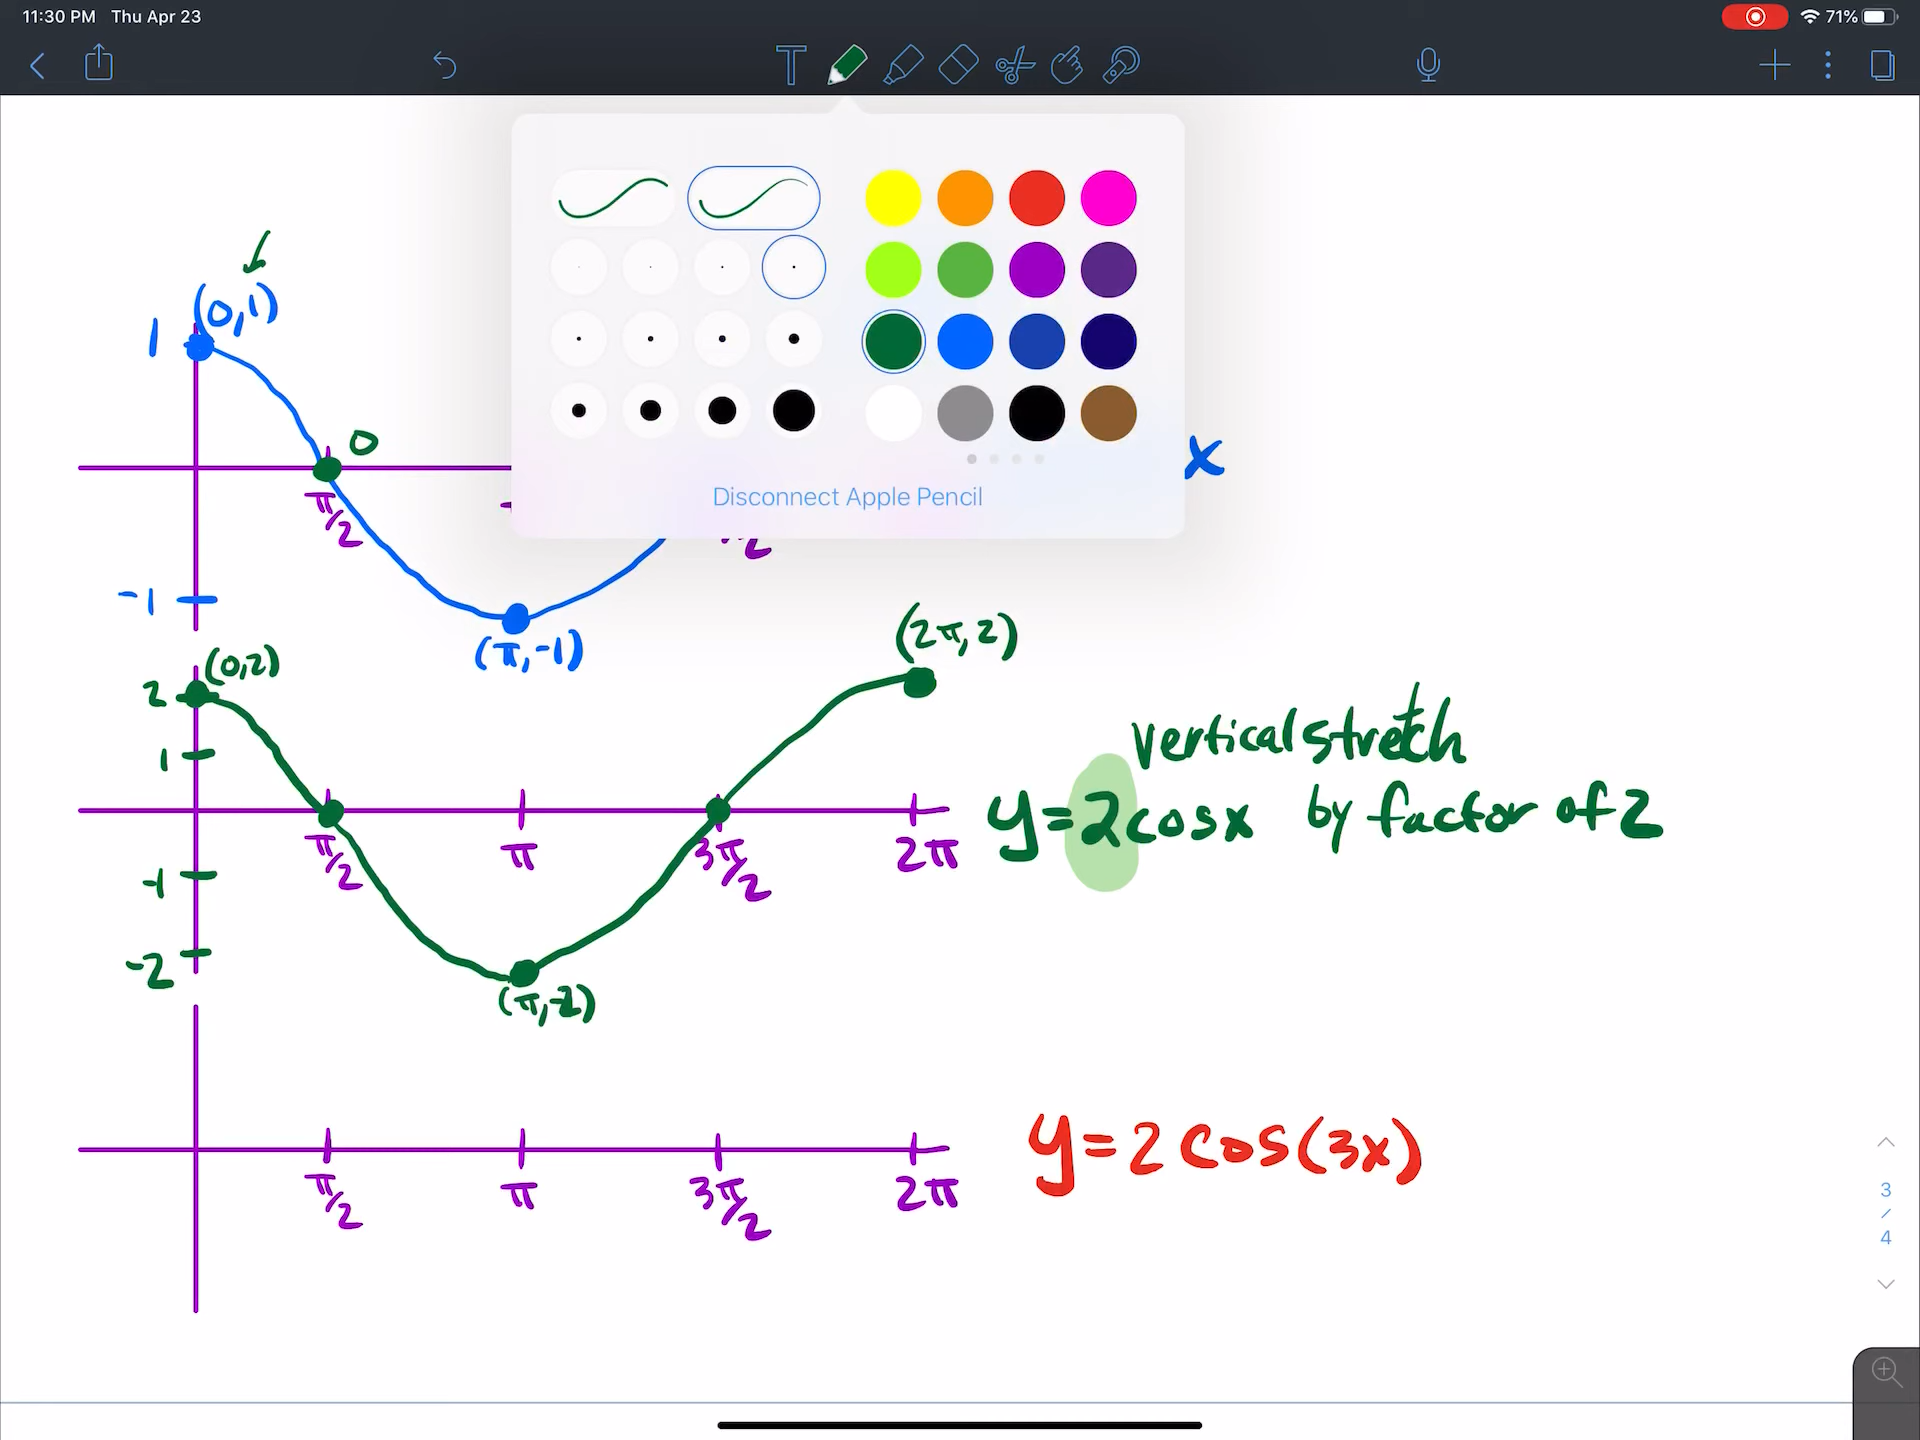 11:30 PM Thu Apr 23
71%
T
(0,1)
1
0
π/2
x
Disconnect Apple Pencil
2
-1
(π,-1)
(2π,2)
(0,2)
2
1
vertical stretch
y=2cosx by factor of 2
π/2
π
3π/2
2π
-1
-2
(π,-2)
y=2cos(3x)
π/2
π
3π/2
2π
3
/
4